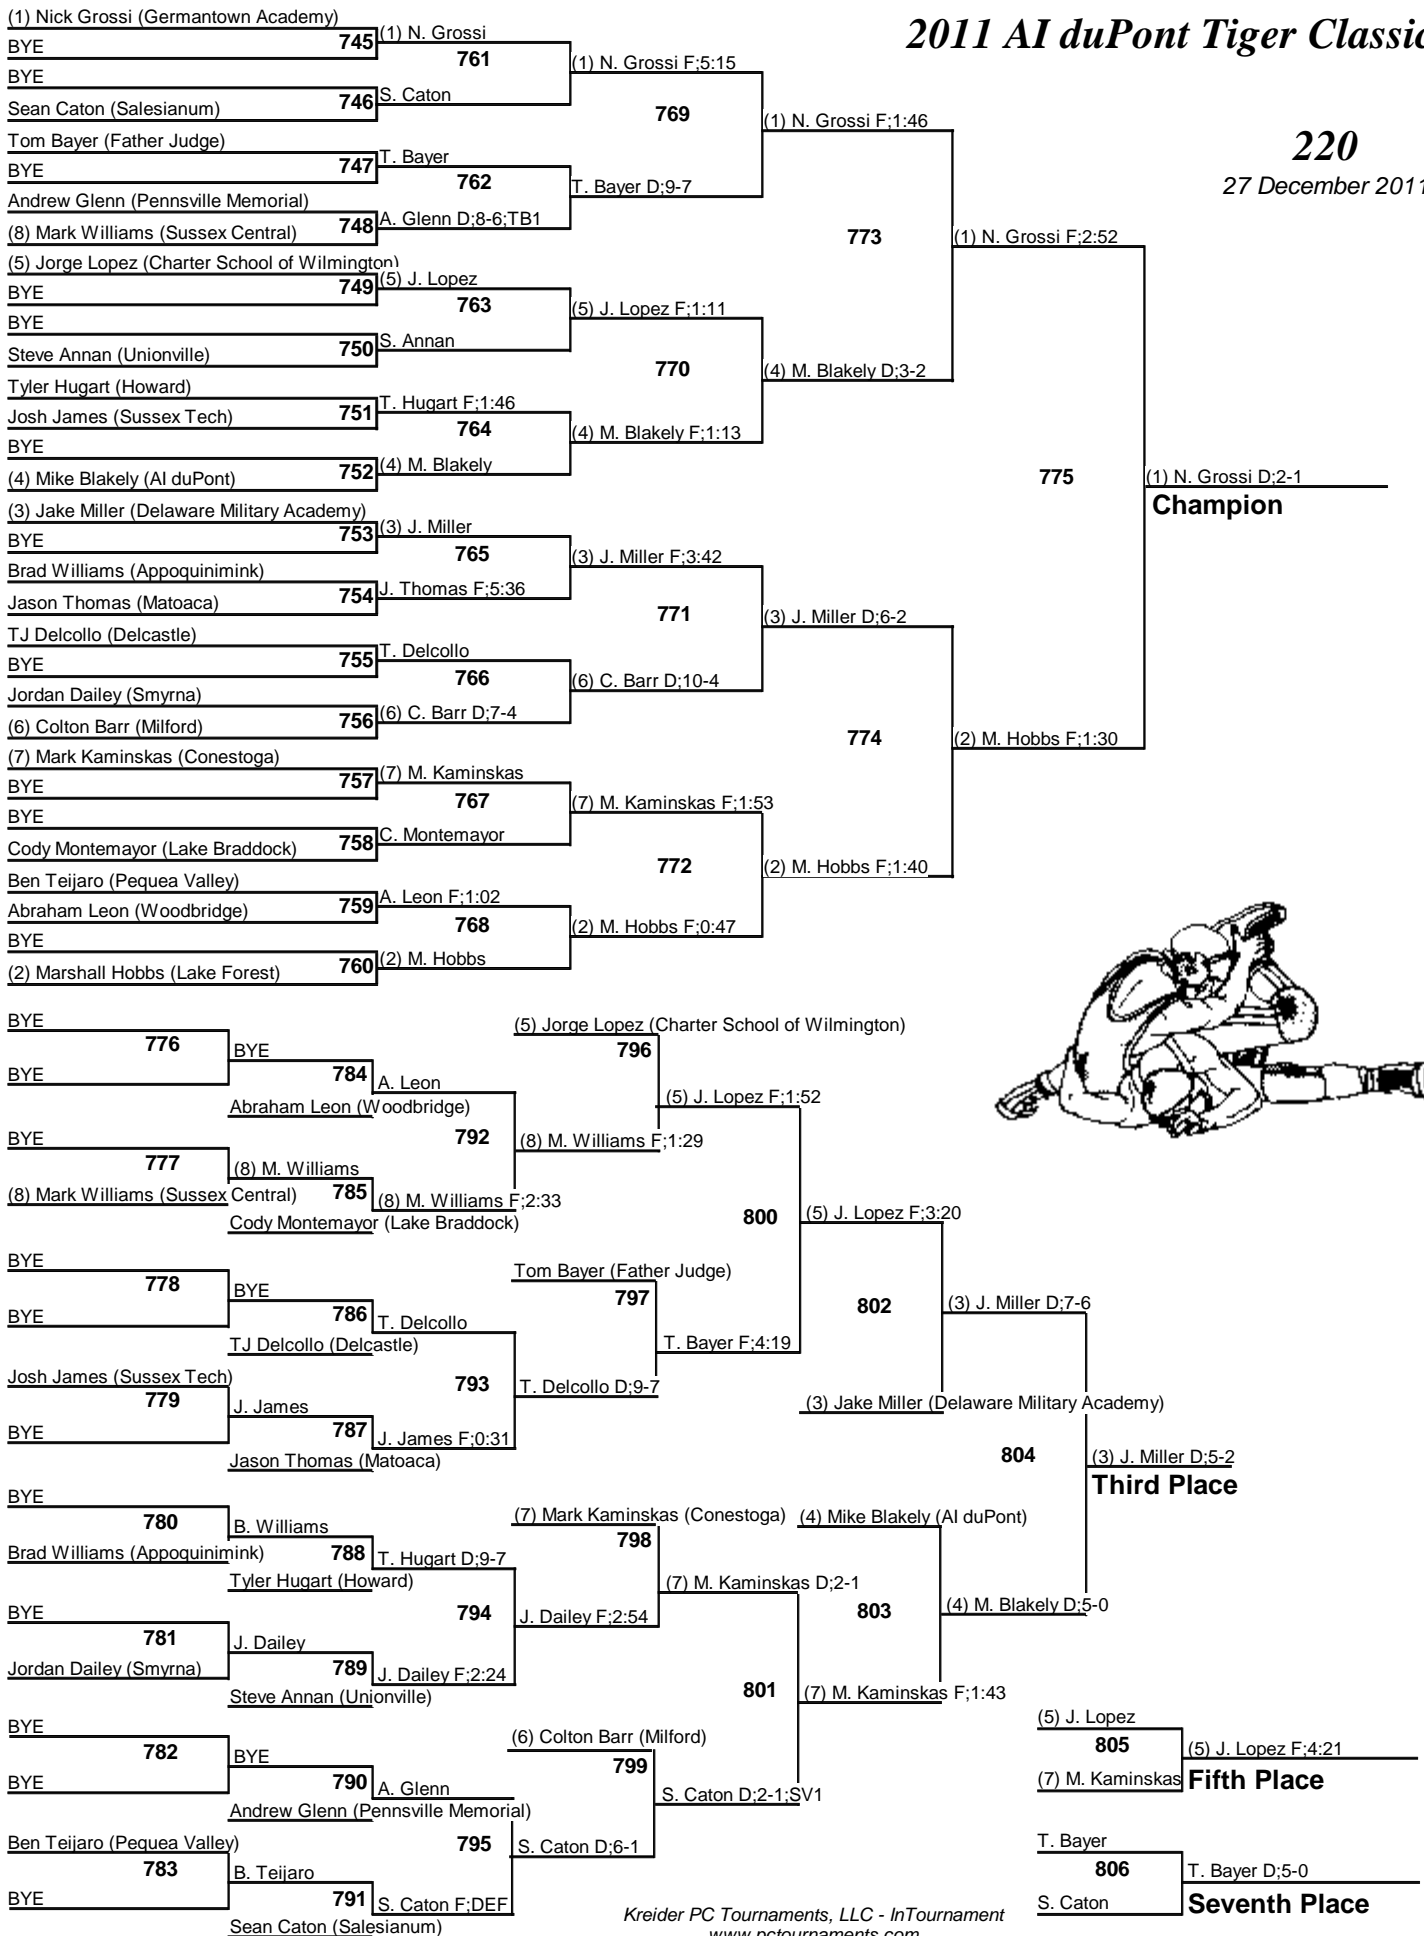 2011 AI duPont Tiger Classic
220
27 December 2011
(1) Nick Grossi (Germantown Academy)
BYE
745
(1) N. Grossi
761
BYE
Sean Caton (Salesianum)
746
S. Caton
(1) N. Grossi F;5:15
769
Tom Bayer (Father Judge)
BYE
747
T. Bayer
762
Andrew Glenn (Pennsville Memorial)
(8) Mark Williams (Sussex Central)
748
A. Glenn D;8-6;TB1
T. Bayer D;9-7
(1) N. Grossi F;1:46
773
(5) Jorge Lopez (Charter School of Wilmington)
BYE
749
(5) J. Lopez
763
BYE
Steve Annan (Unionville)
750
S. Annan
(5) J. Lopez F;1:11
770
Tyler Hugart (Howard)
Josh James (Sussex Tech)
751
T. Hugart F;1:46
764
BYE
(4) Mike Blakely (AI duPont)
752
(4) M. Blakely
(4) M. Blakely F;1:13
(4) M. Blakely D;3-2
(1) N. Grossi F;2:52
775
(1) N. Grossi D;2-1
Champion
(3) Jake Miller (Delaware Military Academy)
BYE
753
(3) J. Miller
765
Brad Williams (Appoquinimink)
Jason Thomas (Matoaca)
754
J. Thomas F;5:36
(3) J. Miller F;3:42
771
TJ Delcollo (Delcastle)
BYE
755
T. Delcollo
766
Jordan Dailey (Smyrna)
(6) Colton Barr (Milford)
756
(6) C. Barr D;7-4
(6) C. Barr D;10-4
(3) J. Miller D;6-2
774
(7) Mark Kaminskas (Conestoga)
BYE
757
(7) M. Kaminskas
767
BYE
Cody Montemayor (Lake Braddock)
758
C. Montemayor
(7) M. Kaminskas F;1:53
772
Ben Teijaro (Pequea Valley)
Abraham Leon (Woodbridge)
759
A. Leon F;1:02
768
BYE
(2) Marshall Hobbs (Lake Forest)
760
(2) M. Hobbs
(2) M. Hobbs F;0:47
(2) M. Hobbs F;1:40
(2) M. Hobbs F;1:30
BYE
776
BYE
BYE
784
Abraham Leon (Woodbridge)
A. Leon
792
BYE
777
(8) Mark Williams (Sussex Central)
(8) M. Williams
785
Cody Montemayor (Lake Braddock)
(8) M. Williams F;2:33
(5) Jorge Lopez (Charter School of Wilmington)
796
(8) M. Williams F;1:29
(5) J. Lopez F;1:52
800
BYE
778
BYE
BYE
786
TJ Delcollo (Delcastle)
T. Delcollo
793
Josh James (Sussex Tech)
779
BYE
J. James
787
Jason Thomas (Matoaca)
J. James F;0:31
Tom Bayer (Father Judge)
797
T. Delcollo D;9-7
T. Bayer F;4:19
(5) J. Lopez F;3:20
802
(3) Jake Miller (Delaware Military Academy)
(3) J. Miller D;7-6
804
(3) J. Miller D;5-2
Third Place
BYE
780
Brad Williams (Appoquinimink)
B. Williams
788
Tyler Hugart (Howard)
T. Hugart D;9-7
794
BYE
781
Jordan Dailey (Smyrna)
J. Dailey
789
Steve Annan (Unionville)
J. Dailey F;2:24
(7) Mark Kaminskas (Conestoga)
798
J. Dailey F;2:54
(7) M. Kaminskas D;2-1
801
(4) Mike Blakely (AI duPont)
803
(4) M. Blakely D;5-0
(7) M. Kaminskas F;1:43
BYE
782
BYE
BYE
790
Andrew Glenn (Pennsville Memorial)
A. Glenn
795
Ben Teijaro (Pequea Valley)
783
BYE
B. Teijaro
791
Sean Caton (Salesianum)
S. Caton F;DEF
(6) Colton Barr (Milford)
799
S. Caton D;6-1
S. Caton D;2-1;SV1
(5) J. Lopez
805
(7) M. Kaminskas
(5) J. Lopez F;4:21
Fifth Place
T. Bayer
806
S. Caton
T. Bayer D;5-0
Seventh Place
Kreider PC Tournaments, LLC - InTournament
www.pctournaments.com